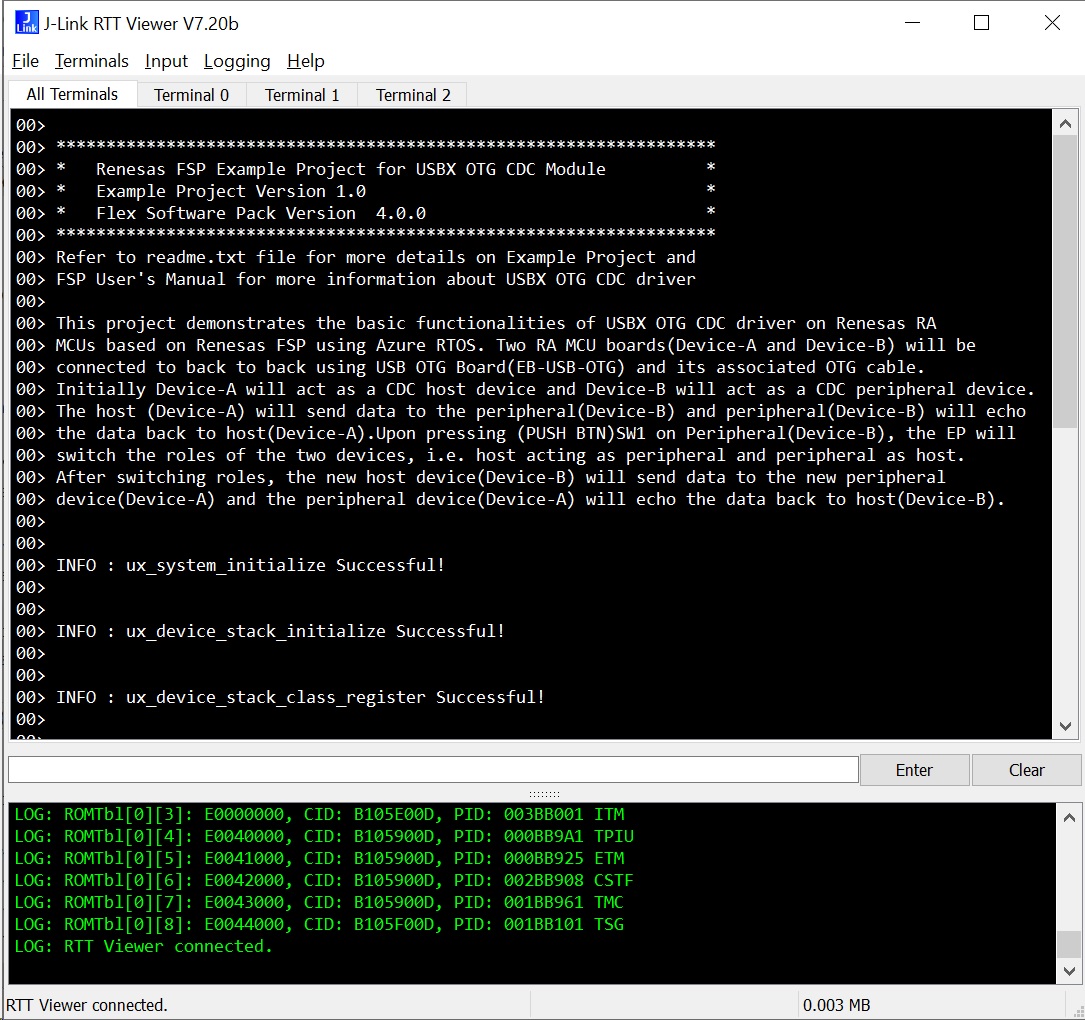 J-Link RTT Viewer V7.20b
File Terminals Input Logging Help
All Terminals Terminal 0 Terminal 1 Terminal 2
00>
00> ******************************************************************
00> *   Renesas FSP Example Project for USBX OTG CDC Module          *
00> *   Example Project Version 1.0                                  *
00> *   Flex Software Pack Version  4.0.0                            *
00> ******************************************************************
00> Refer to readme.txt file for more details on Example Project and
00> FSP User's Manual for more information about USBX OTG CDC driver
00>
00> This project demonstrates the basic functionalities of USBX OTG CDC driver on Renesas RA
00> MCUs based on Renesas FSP using Azure RTOS. Two RA MCU boards(Device-A and Device-B) will be
00> connected to back to back using USB OTG Board(EB-USB-OTG) and its associated OTG cable.
00> Initially Device-A will act as a CDC host device and Device-B will act as a CDC peripheral device.
00> The host (Device-A) will send data to the peripheral(Device-B) and peripheral(Device-B) will echo
00> the data back to host(Device-A).Upon pressing (PUSH BTN)SW1 on Peripheral(Device-B), the EP will
00> switch the roles of the two devices, i.e. host acting as peripheral and peripheral as host.
00> After switching roles, the new host device(Device-B) will send data to the new peripheral
00> device(Device-A) and the peripheral device(Device-A) will echo the data back to host(Device-B).
00>
00>
00> INFO : ux_system_initialize Successful!
00>
00>
00> INFO : ux_device_stack_initialize Successful!
00>
00>
00> INFO : ux_device_stack_class_register Successful!
00>
00>
Enter Clear
LOG: ROMTbl[0][3]: E0000000, CID: B105E00D, PID: 003BB001 ITM
LOG: ROMTbl[0][4]: E0040000, CID: B105900D, PID: 000BB9A1 TPIU
LOG: ROMTbl[0][5]: E0041000, CID: B105900D, PID: 000BB925 ETM
LOG: ROMTbl[0][6]: E0042000, CID: B105900D, PID: 002BB908 CSTF
LOG: ROMTbl[0][7]: E0043000, CID: B105900D, PID: 001BB961 TMC
LOG: ROMTbl[0][8]: E0044000, CID: B105F00D, PID: 001BB101 TSG
LOG: RTT Viewer connected.
RTT Viewer connected. 0.003 MB